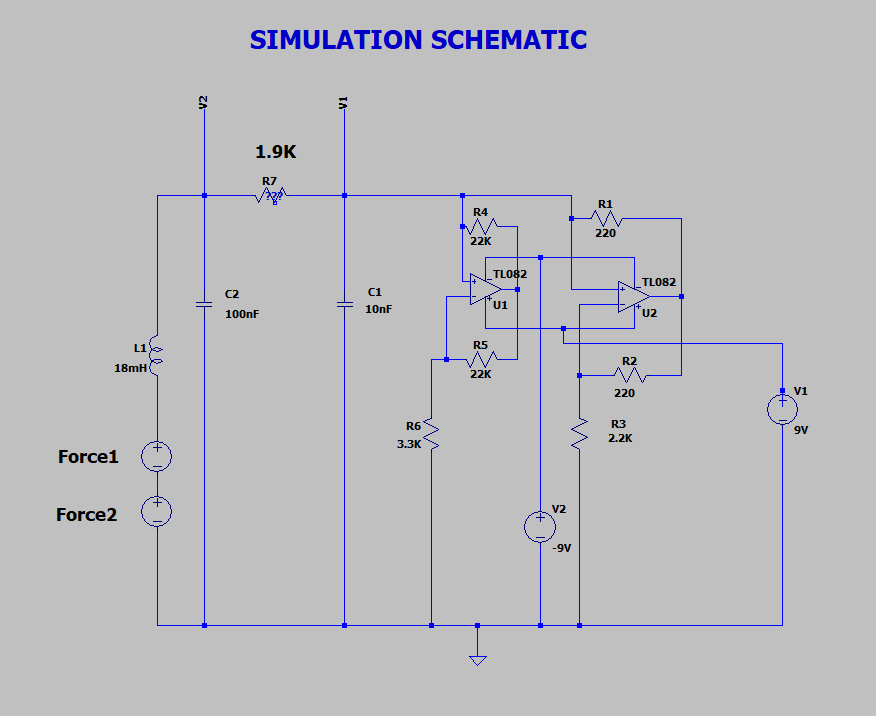 SIMULATION SCHEMATIC
V2
V1
1.9K
R7
???
R4
22K
R1
220
TL082
U1
TL082
U2
C2
100nF
C1
10nF
L1
18mH
R5
22K
R2
220
R6
3.3K
R3
2.2K
V1
9V
Force1
Force2
V2
-9V